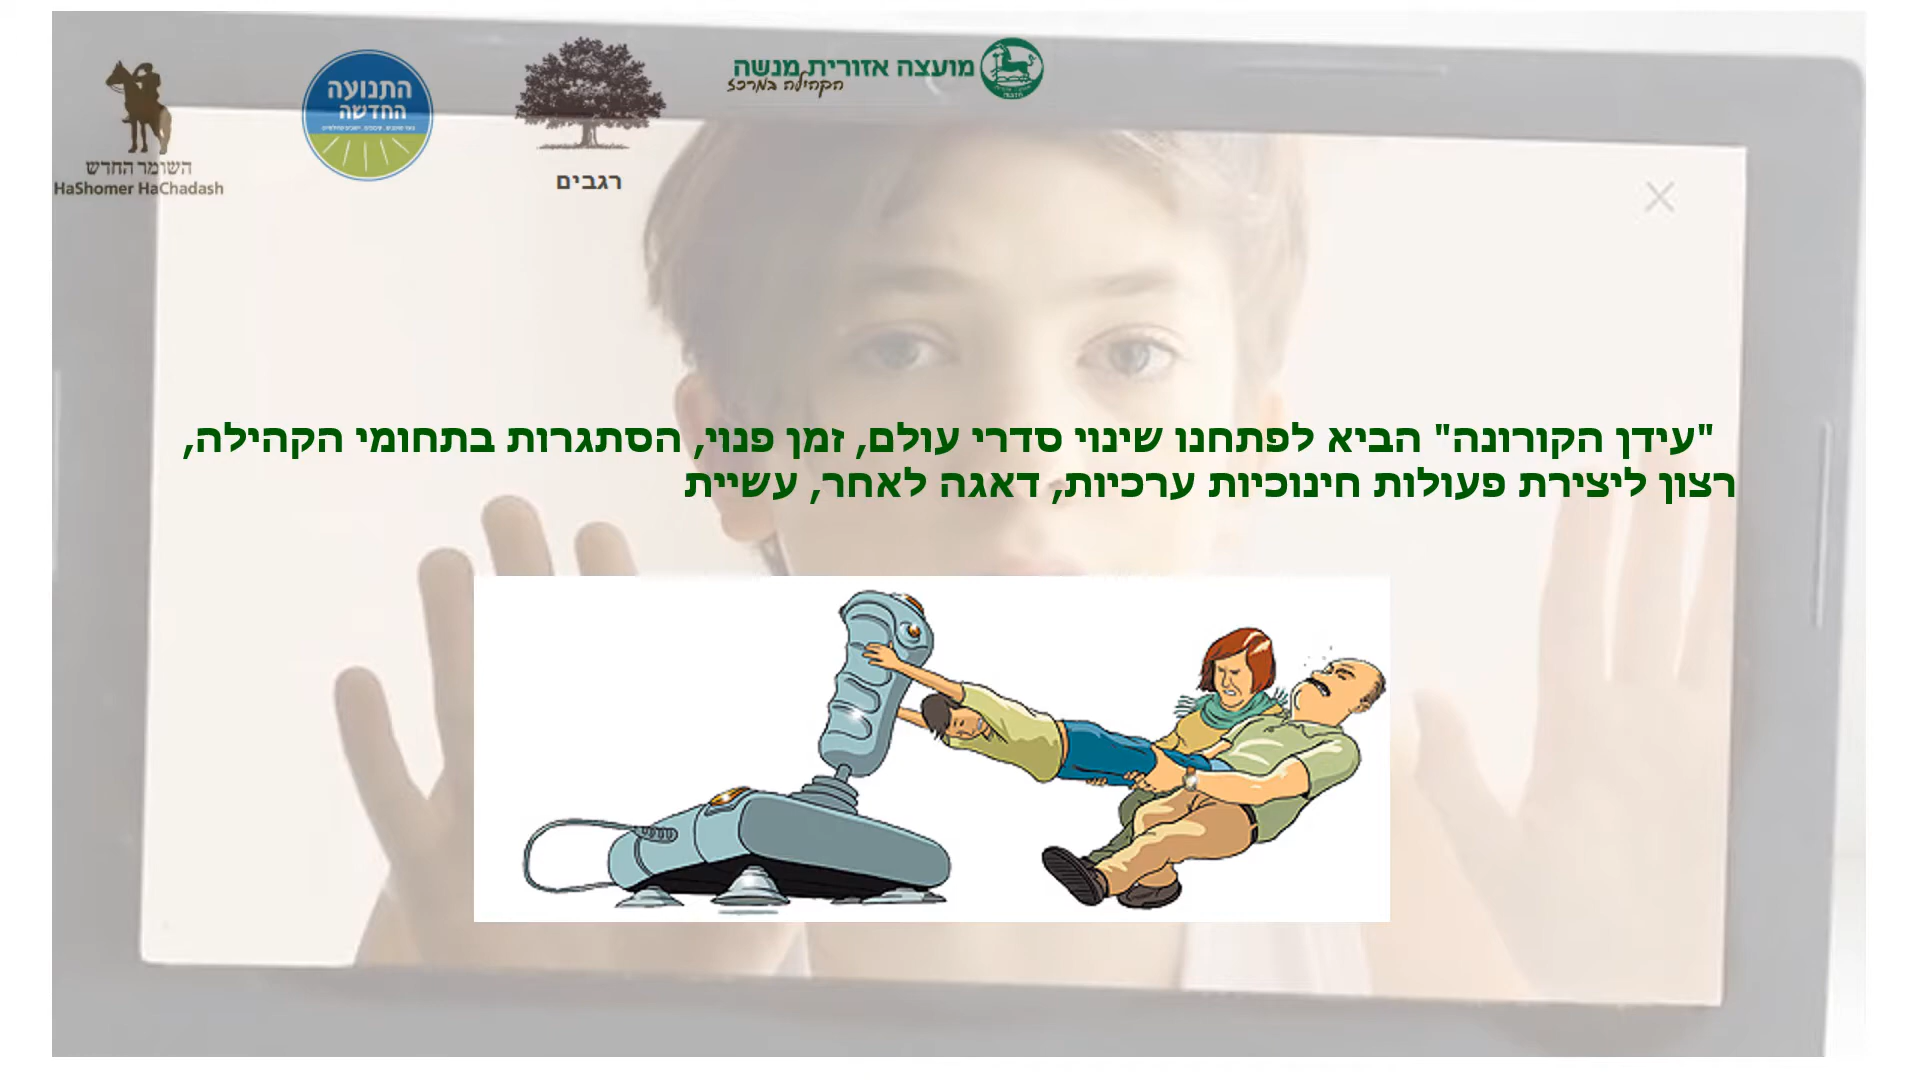 מועצה אזורית מנשה
הקהילה במרכז
התנועה
החדשה
השומר החדש
HaShomer HaChadash
רגבים
"עידן הקורונה" הביא לפתחנו שינוי סדרי עולם, זמן פנוי, הסתגרות בתחומי הקהילה,
רצון ליצירת פעולות חינוכיות ערכיות, דאגה לאחר, עשיית